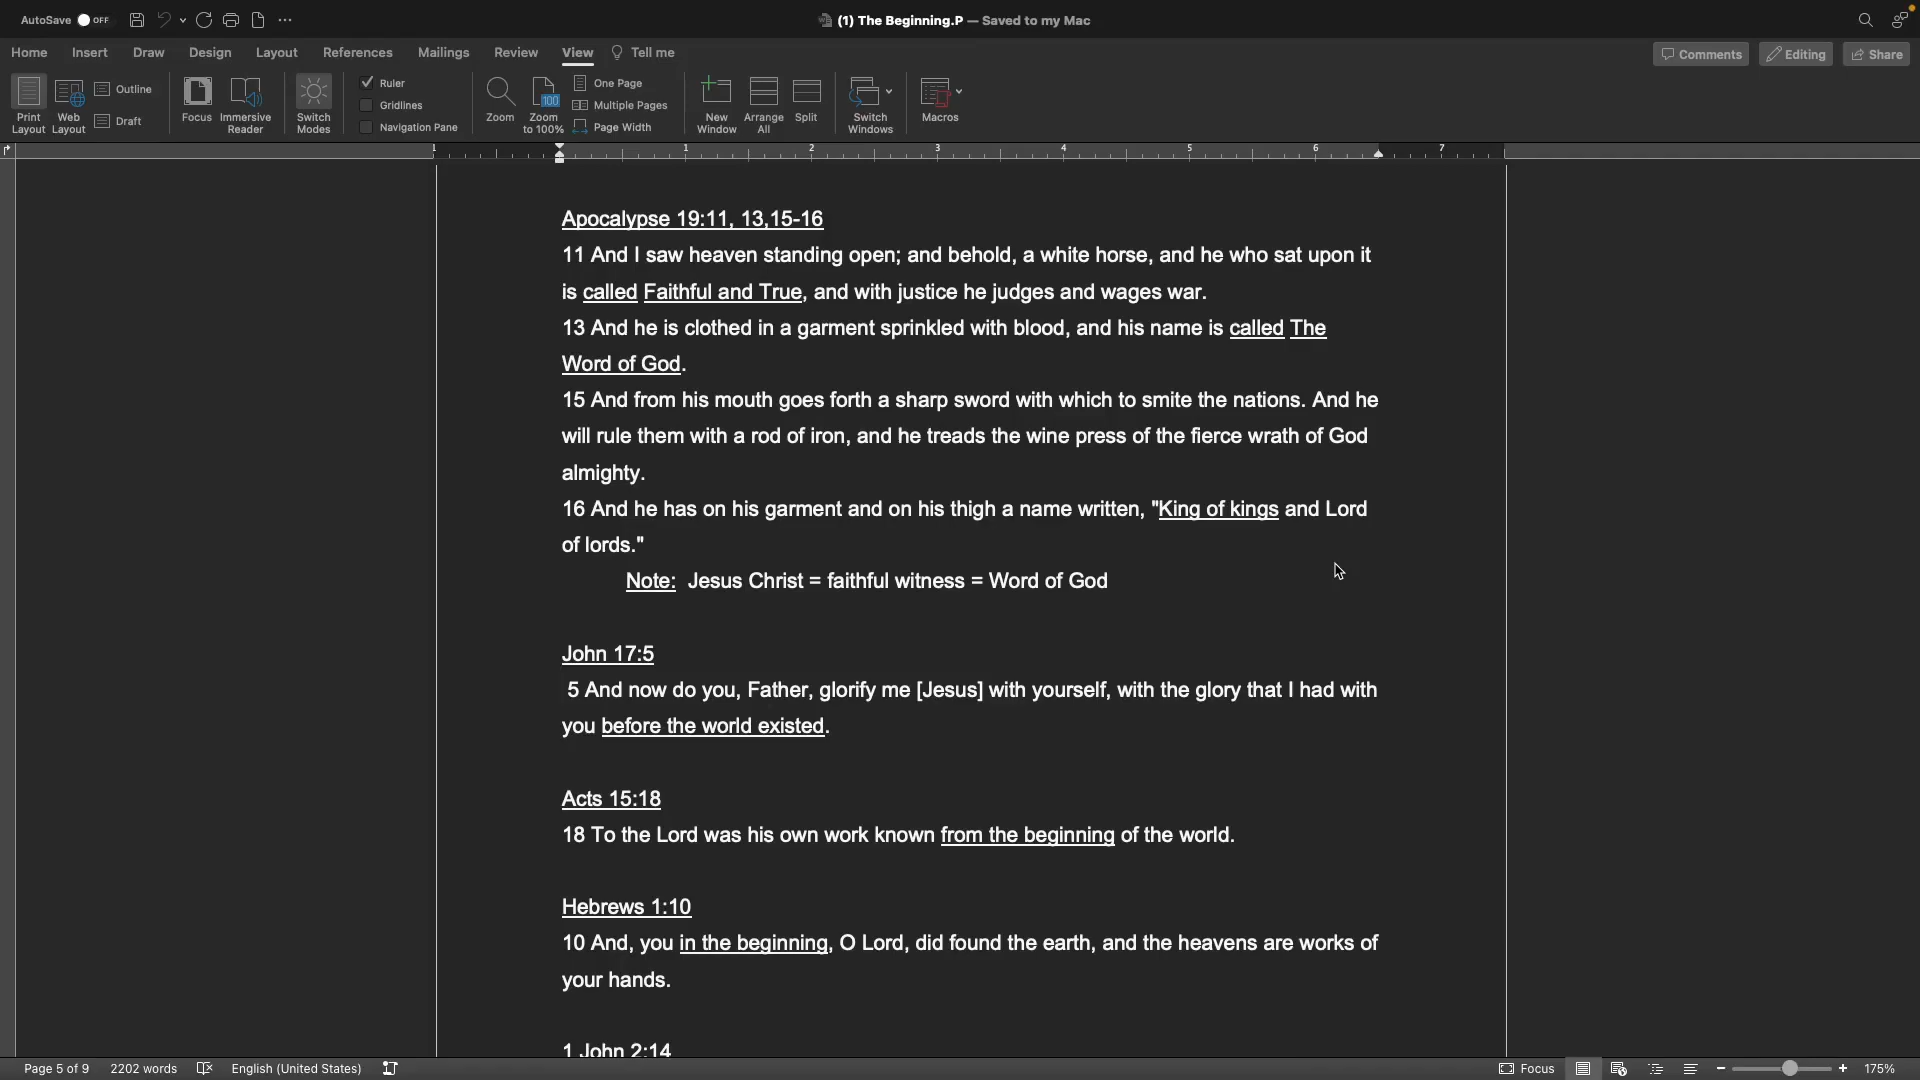 AutoSave OFF
(1) The Beginning.P — Saved to my Mac
Home Insert Draw Design Layout References Mailings Review View Tell me
Comments Editing Share
Print Layout
Web Layout
Outline
Draft
Focus
Immersive Reader
Switch Modes
Ruler
Gridlines
Navigation Pane
Zoom
100
Zoom to 100%
One Page
Multiple Pages
Page Width
New Window
Arrange All
Split
Switch Windows
Macros
1 1 2 3 4 5 6 7
Apocalypse 19:11, 13,15-16
11 And I saw heaven standing open; and behold, a white horse, and he who sat upon it
is called Faithful and True, and with justice he judges and wages war.
13 And he is clothed in a garment sprinkled with blood, and his name is called The
Word of God.
15 And from his mouth goes forth a sharp sword with which to smite the nations. And he
will rule them with a rod of iron, and he treads the wine press of the fierce wrath of God
almighty.
16 And he has on his garment and on his thigh a name written, "King of kings and Lord
of lords."
Note: Jesus Christ = faithful witness = Word of God
John 17:5
5 And now do you, Father, glorify me [Jesus] with yourself, with the glory that I had with
you before the world existed.
Acts 15:18
18 To the Lord was his own work known from the beginning of the world.
Hebrews 1:10
10 And, you in the beginning, O Lord, did found the earth, and the heavens are works of
your hands.
1 John 2:14
Page 5 of 9 2202 words English (United States) Focus 175%